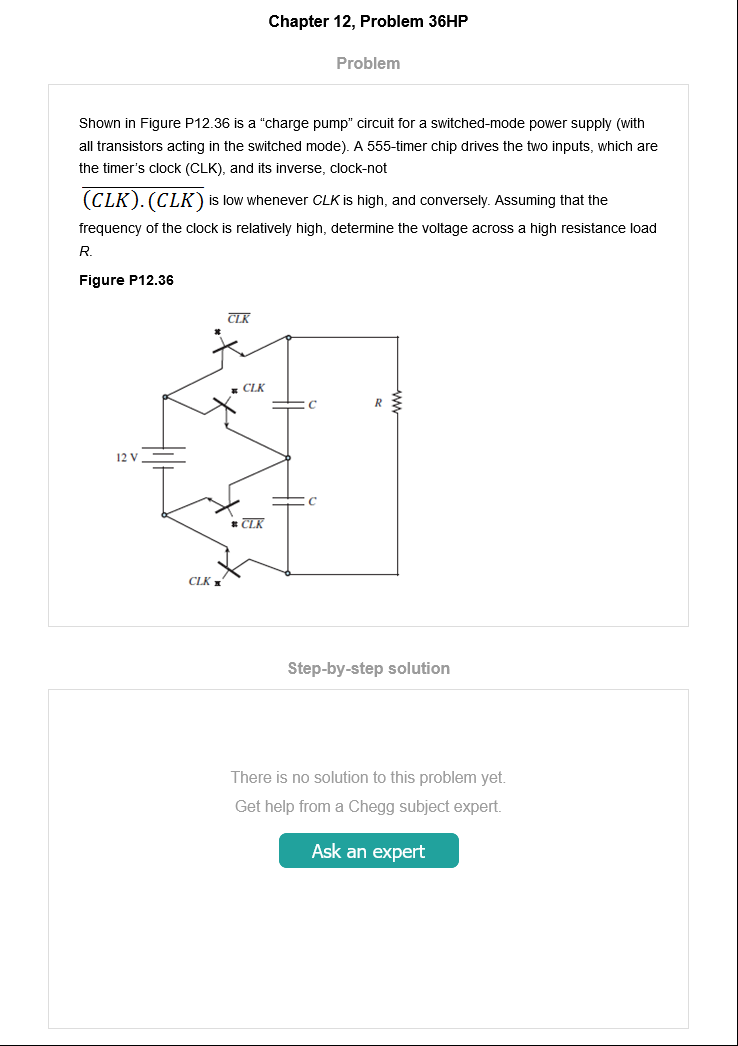 Chapter 12, Problem 36HP
Problem
Shown in Figure P12.36 is a “charge pump” circuit for a switched-mode power supply (with
all transistors acting in the switched mode). A 555-timer chip drives the two inputs, which are
the timer’s clock (CLK), and its inverse, clock-not
(CLK). (CLK) is low whenever CLK is high, and conversely. Assuming that the
frequency of the clock is relatively high, determine the voltage across a high resistance load
R.
Figure P12.36
CLK
CLK
C
R
12 V
C
CLK
CLK
Step-by-step solution
There is no solution to this problem yet.
Get help from a Chegg subject expert.
Ask an expert